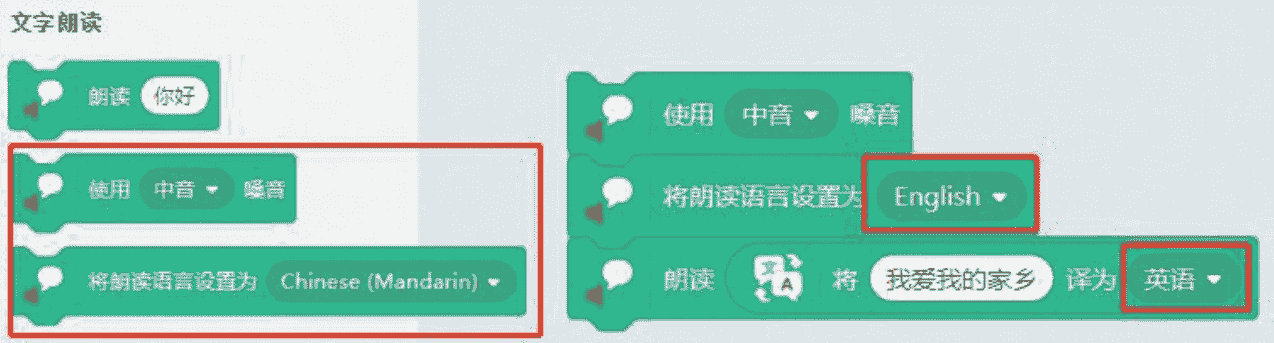 文字朗读
朗读 你好
使用 中音 嗓音
将朗读语言设置为 Chinese (Mandarin)
使用 中音 嗓音
将朗读语言设置为 English
朗读 将 我爱我的家乡 译为 英语